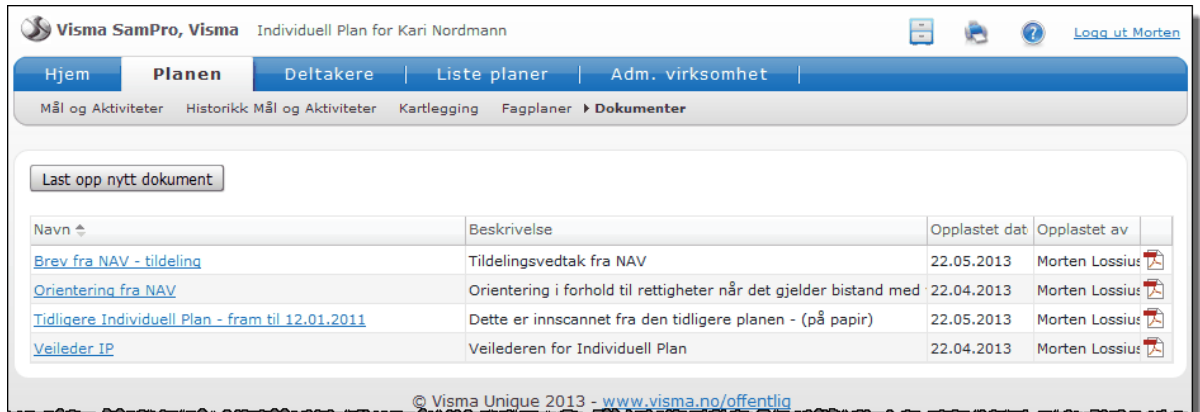 Visma SamPro, Visma Individuell Plan for Kari Nordmann Logg ut Morten
Hjem Planen Deltakere Liste planer Adm. virksomhet
Mål og Aktiviteter Historikk Mål og Aktiviteter Kartlegging Fagplaner Dokumenter
Last opp nytt dokument
Navn Beskrivelse Opplastet dat Opplastet av
Brev fra NAV - tildeling Tildelingsvedtak fra NAV 22.05.2013 Morten Lossius
Orientering fra NAV Orientering i forhold til rettigheter når det gjelder bistand med 22.04.2013 Morten Lossius
Tidligere Individuell Plan - fram til 12.01.2011 Dette er innscannet fra den tidligere planen - (på papir) 22.05.2013 Morten Lossius
Veileder IP Veilederen for Individuell Plan 22.04.2013 Morten Lossius
© Visma Unique 2013 - www.visma.no/offentlig